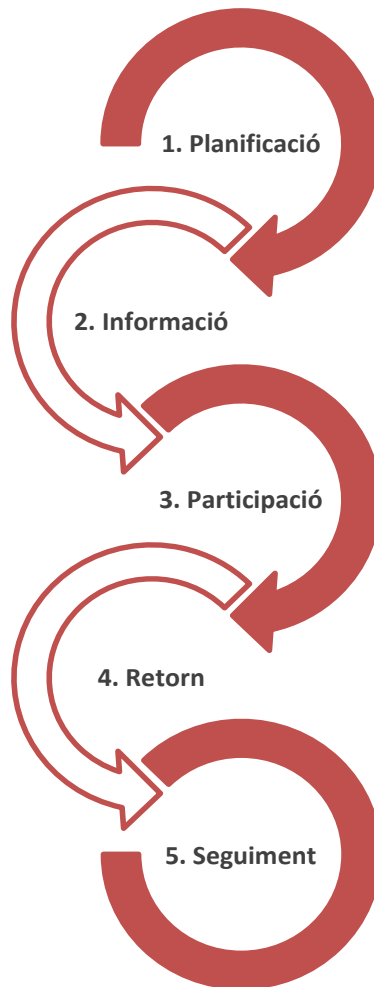 1. Planificació
2. Informació
3. Participació
4. Retorn
5. Seguiment